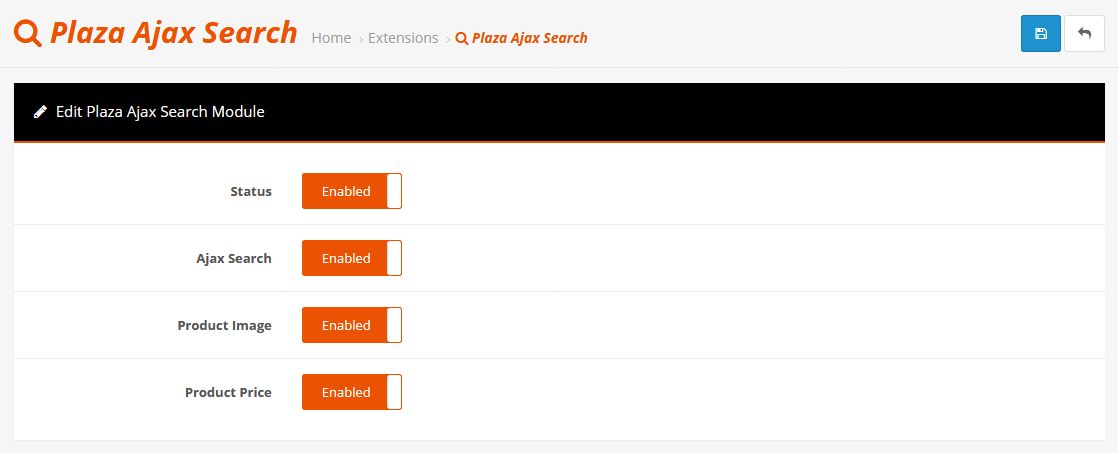 Plaza Ajax Search Home › Extensions › Plaza Ajax Search
Edit Plaza Ajax Search Module
Status Enabled
Ajax Search Enabled
Product Image Enabled
Product Price Enabled